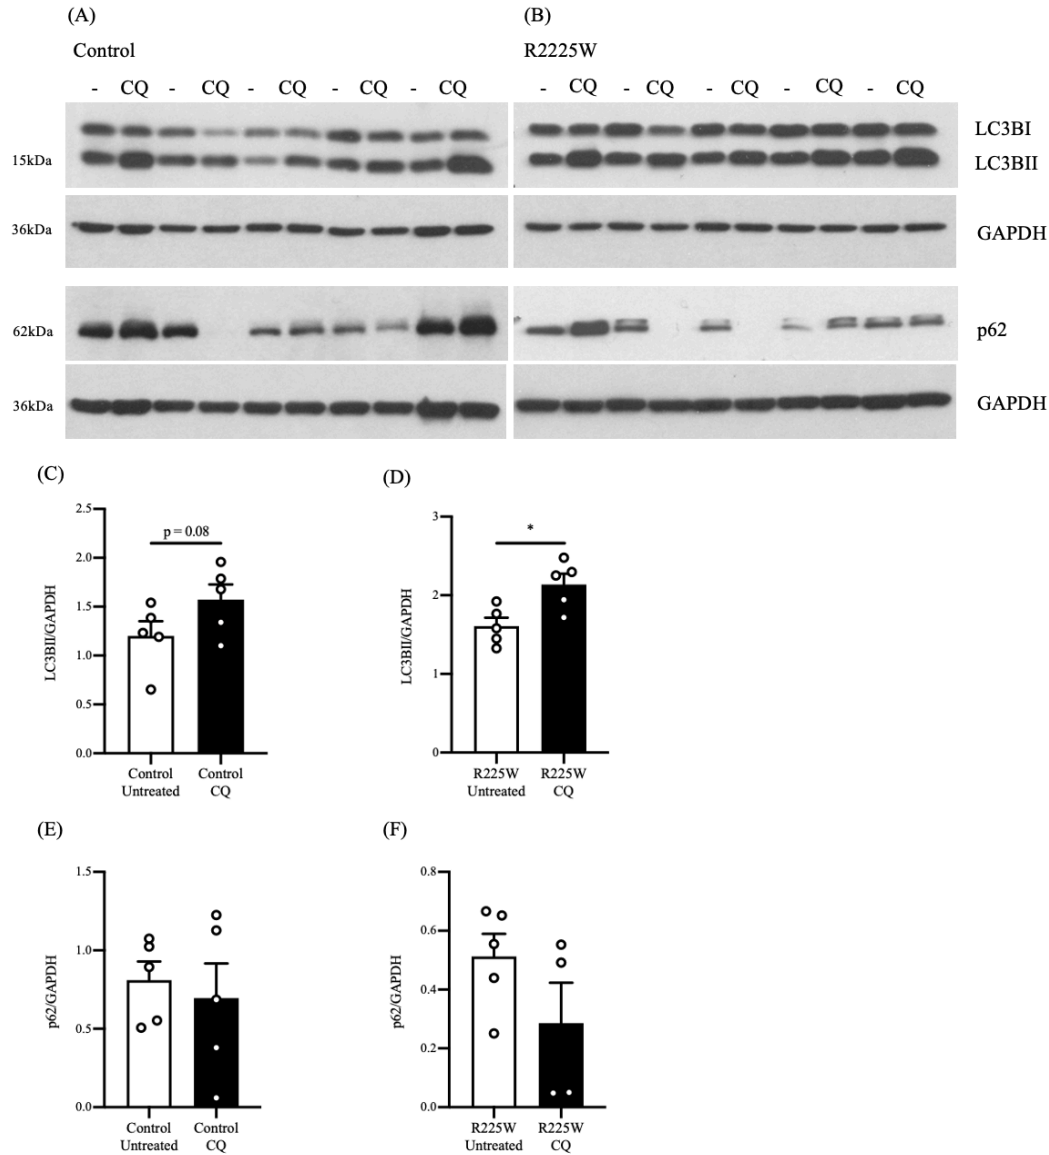 (A) (B)
Control R2225W
- CQ - CQ - CQ - CQ - CQ - CQ - CQ - CQ - CQ - CQ
LC3BI
15kDa LC3BII
36kDa GAPDH
62kDa p62
36kDa GAPDH
(C) (D)
2.5
2.0
1.5
1.0
0.5
0.0
LC3BII/GAPDH
p = 0.08
Control Untreated
Control CQ
3
2
1
0
LC3BII/GAPDH
*
R225W Untreated
R225W CQ
(E) (F)
1.5
1.0
0.5
0.0
p62/GAPDH
Control Untreated
Control CQ
0.8
0.6
0.4
0.2
0.0
p62/GAPDH
R225W Untreated
R225W CQ